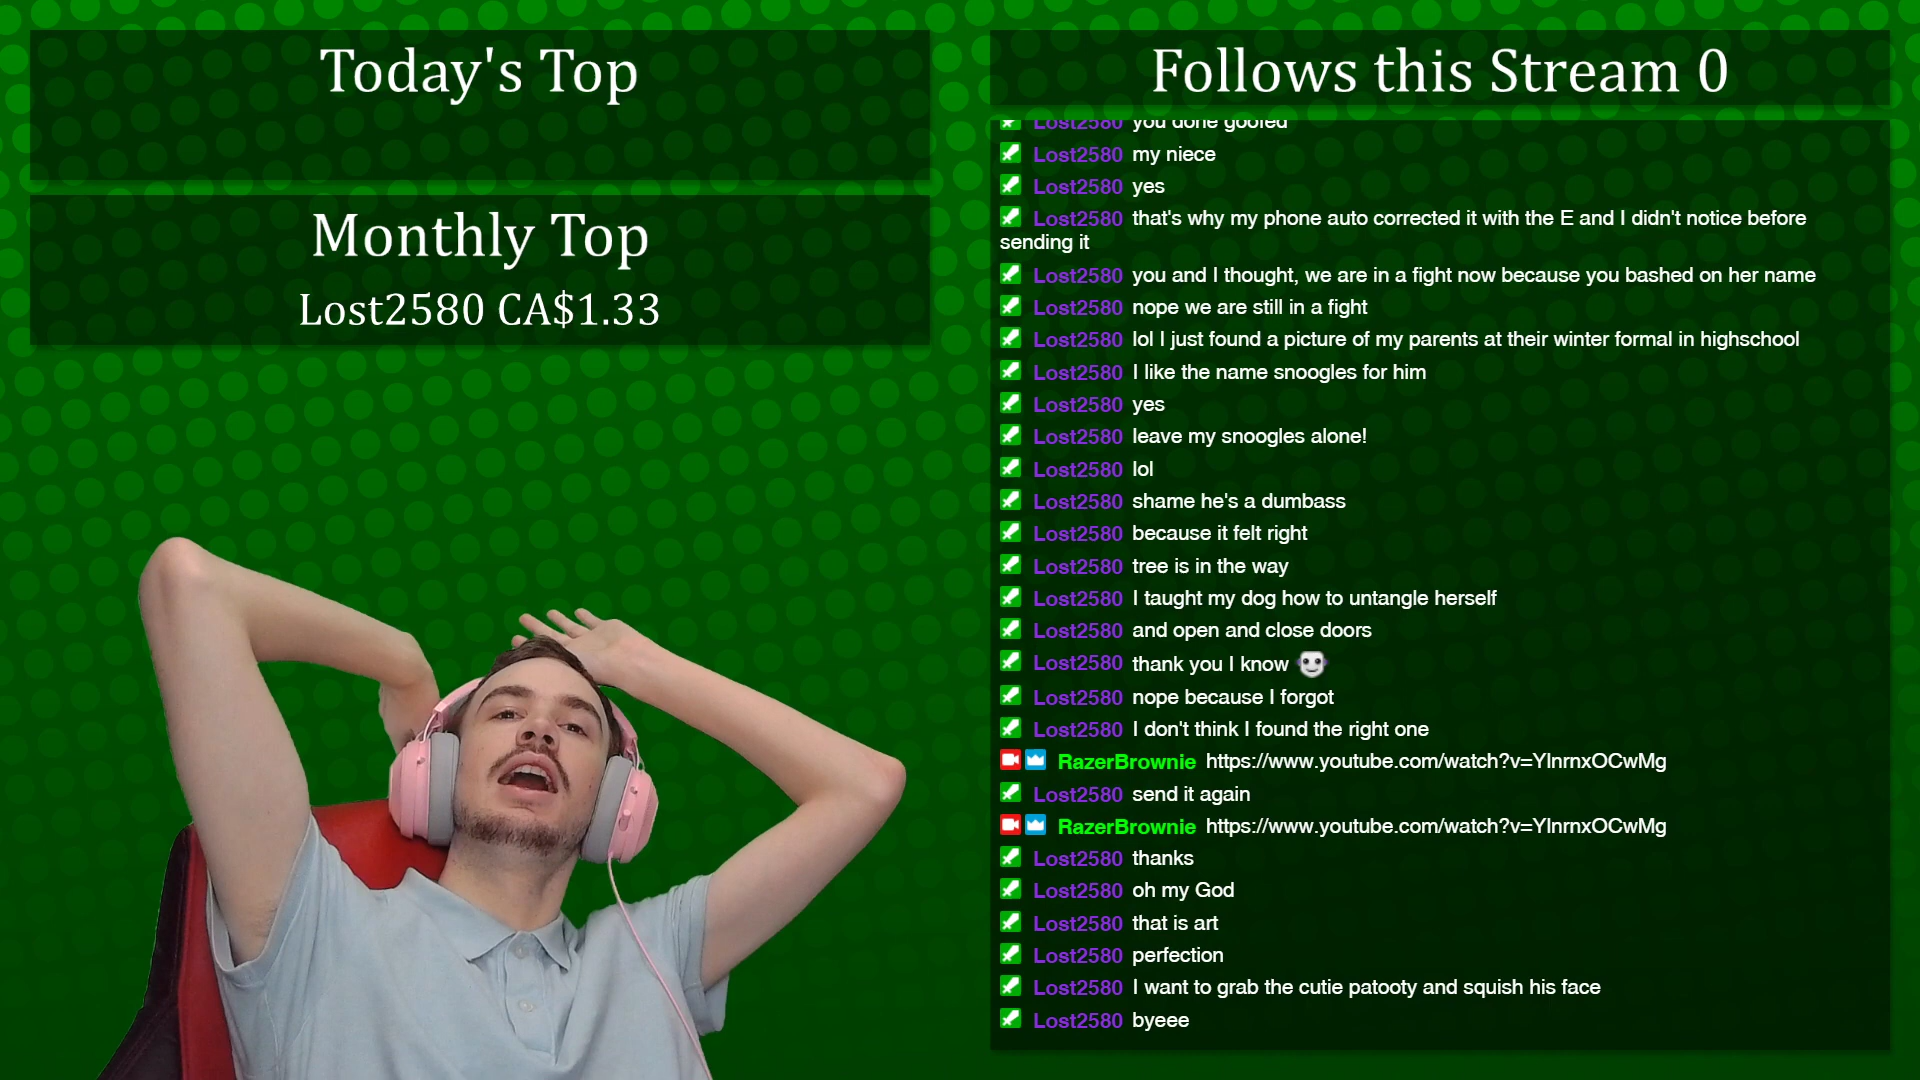 Today's Top
Monthly Top
Lost2580 CA$1.33
Follows this Stream 0
Lost2580 you done goofed
Lost2580 my niece
Lost2580 yes
Lost2580 that's why my phone auto corrected it with the E and I didn't notice before
sending it
Lost2580 you and I thought, we are in a fight now because you bashed on her name
Lost2580 nope we are still in a fight
Lost2580 lol I just found a picture of my parents at their winter formal in highschool
Lost2580 I like the name snoogles for him
Lost2580 yes
Lost2580 leave my snoogles alone!
Lost2580 lol
Lost2580 shame he's a dumbass
Lost2580 because it felt right
Lost2580 tree is in the way
Lost2580 I taught my dog how to untangle herself
Lost2580 and open and close doors
Lost2580 thank you I know
Lost2580 nope because I forgot
Lost2580 I don't think I found the right one
RazerBrownie https://www.youtube.com/watch?v=YlnrnxOCwMg
Lost2580 send it again
RazerBrownie https://www.youtube.com/watch?v=YlnrnxOCwMg
Lost2580 thanks
Lost2580 oh my God
Lost2580 that is art
Lost2580 perfection
Lost2580 I want to grab the cutie patooty and squish his face
Lost2580 byeee